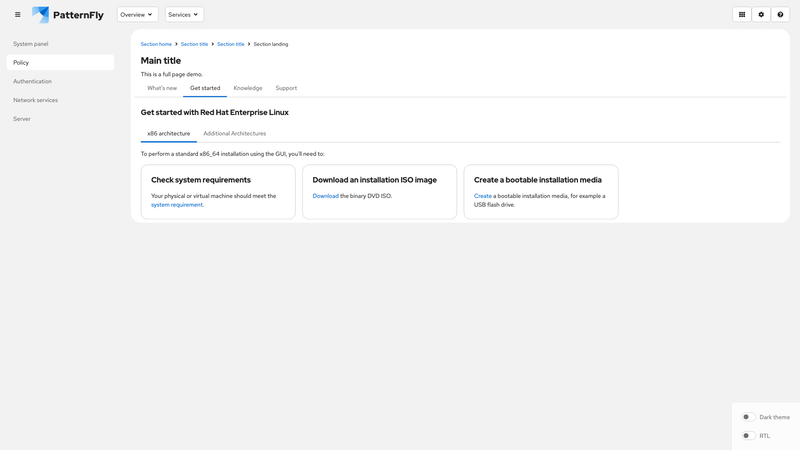 PatternFly
Overview
Services
System panel
Policy
Authentication
Network services
Server
Section home > Section title > Section title > Section landing
Main title
This is a full page demo.
What's new
Get started
Knowledge
Support
Get started with Red Hat Enterprise Linux
x86 architecture
Additional Architectures
To perform a standard x86_64 installation using the GUI, you'll need to:
Check system requirements
Your physical or virtual machine should meet the
system requirement.
Download an installation ISO image
Download the binary DVD ISO.
Create a bootable installation media
Create a bootable installation media, for example a
USB flash drive.
Dark theme
RTL